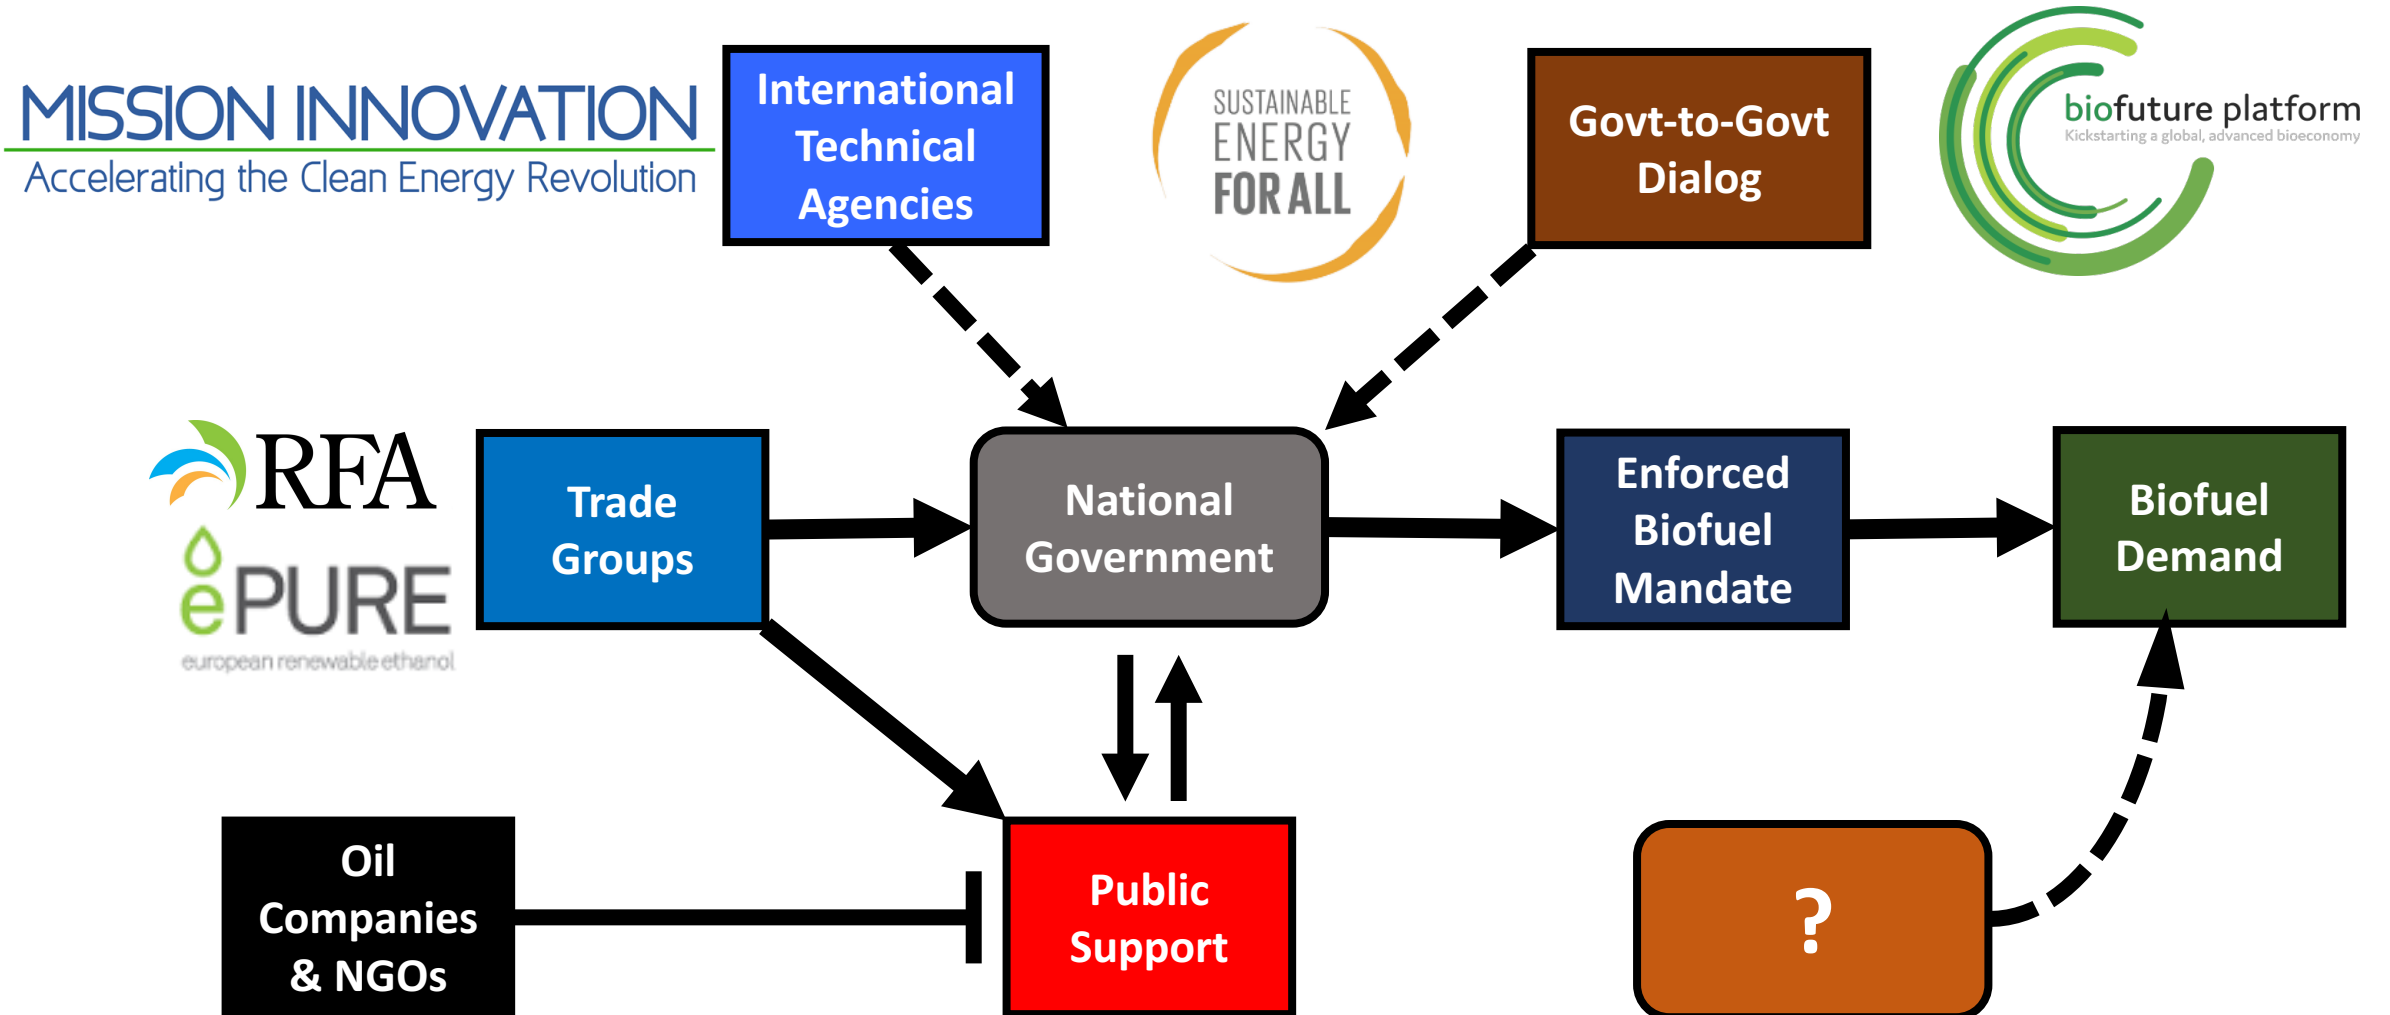 MISSION INNOVATION
Accelerating the Clean Energy Revolution
International
Technical
Agencies
SUSTAINABLE
ENERGY
FOR ALL
Govt-to-Govt
Dialog
biofuture platform
Kickstarting a global, advanced bioeconomy
RFA
ePURE
european renewable ethanol
Trade
Groups
National
Government
Enforced
Biofuel
Mandate
Biofuel
Demand
Oil
Companies
& NGOs
Public
Support
?